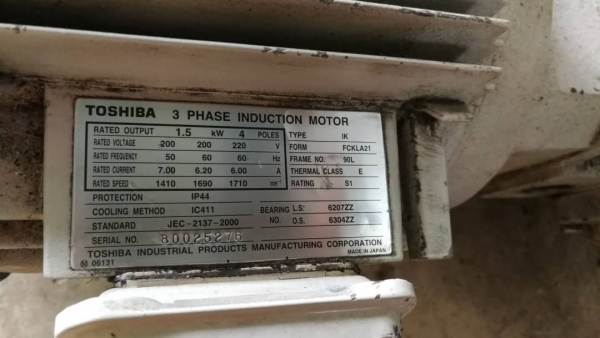 TOSHIBA 3 PHASE INDUCTION MOTOR
RATED OUTPUT 1.5 kW 4 POLES TYPE IK
RATED VOLTAGE 200 200 220 V FORM FCKLA21
RATED FREQUENCY 50 60 60 Hz FRAME NO. 90L
RATED CURRENT 7.00 6.20 6.00 A THERMAL CLASS E
RATED SPEED 1410 1690 1710 min⁻¹ RATING S1
PROTECTION IP44
COOLING METHOD IC411 BEARING L.S: 6207ZZ
STANDARD JEC-2137-2000 NO. O.S: 6304ZZ
SERIAL NO. 80025276
TOSHIBA INDUSTRIAL PRODUCTS MANUFACTURING CORPORATION
06131 MADE IN JAPAN